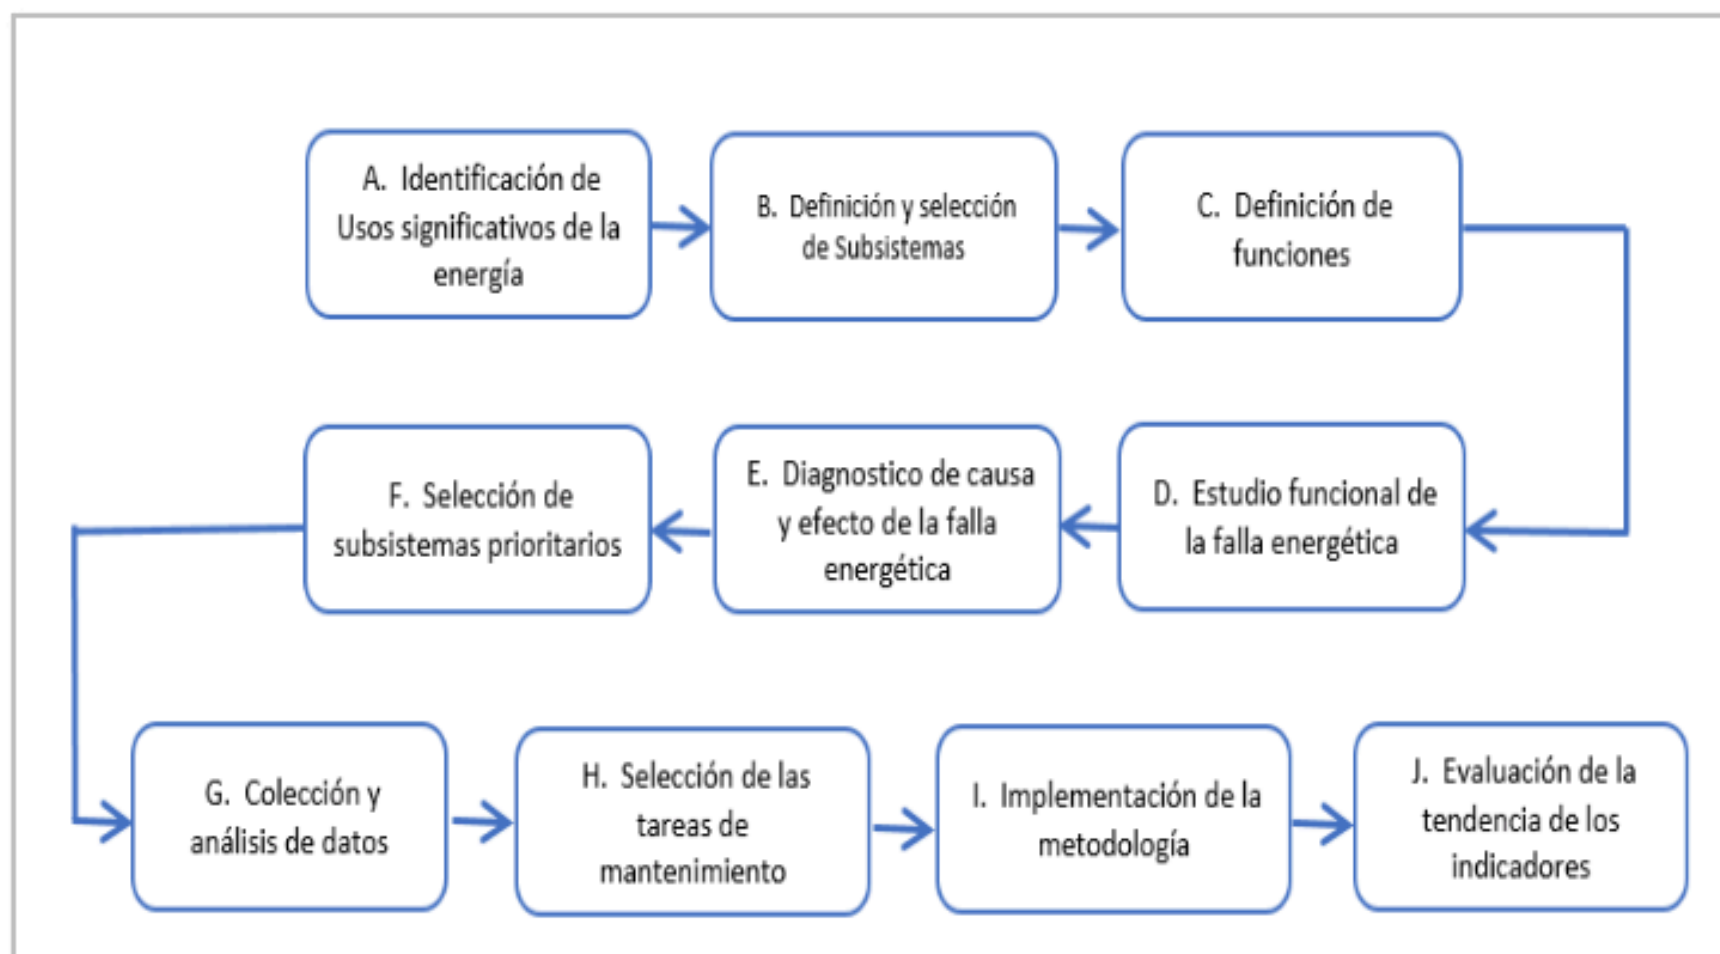 A. Identificación de
Usos significativos de la
energía
B. Definición y selección
de Subsistemas
C. Definición de
funciones
D. Estudio funcional de
la falla energética
E. Diagnostico de causa
y efecto de la falla
energética
F. Selección de
subsistemas prioritarios
G. Colección y
análisis de datos
H. Selección de las
tareas de
mantenimiento
I. Implementación de la
metodología
J. Evaluación de la
tendencia de los
indicadores